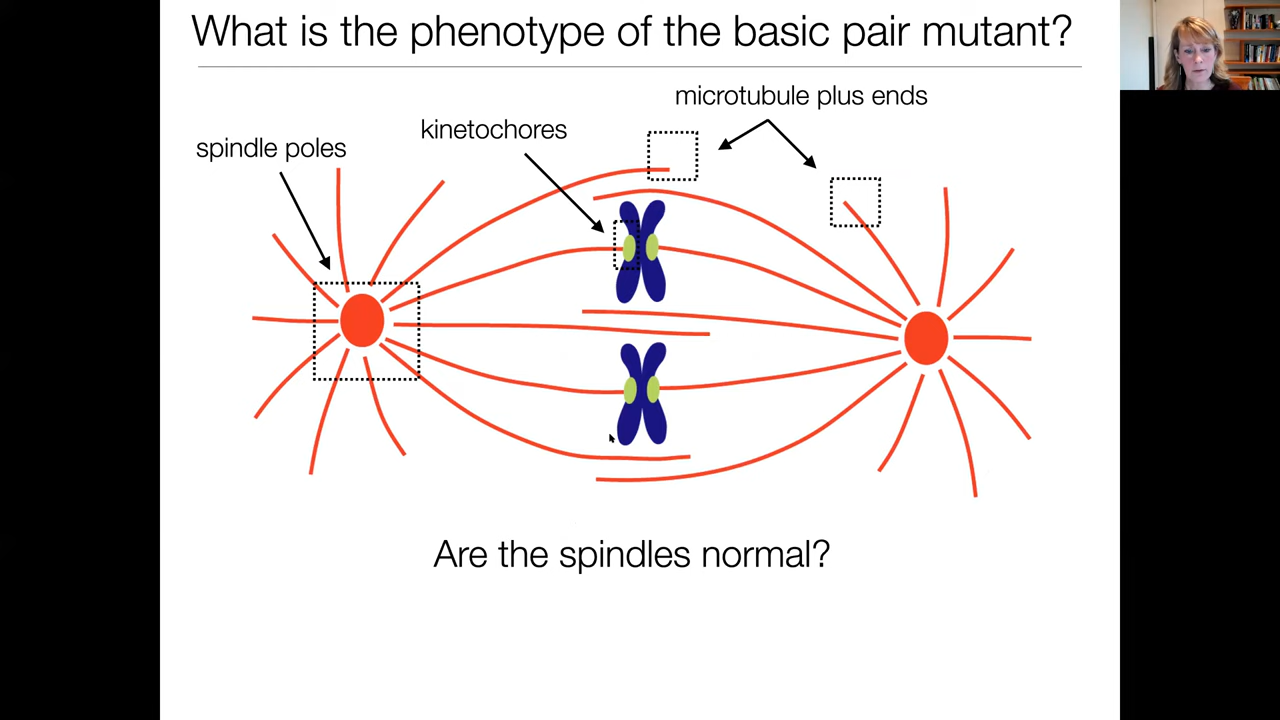 What is the phenotype of the basic pair mutant?
microtubule plus ends
kinetochores
spindle poles
Are the spindles normal?